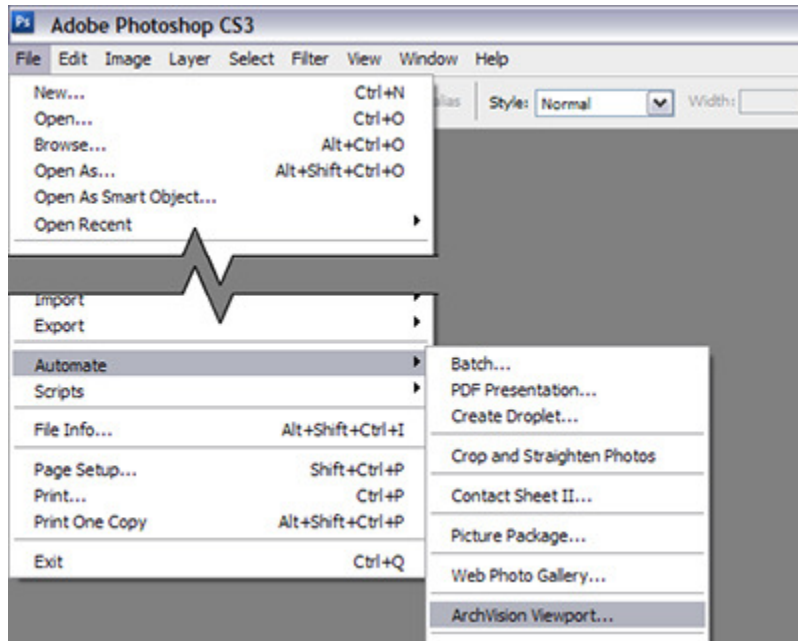 Ps Adobe Photoshop CS3
File Edit Image Layer Select Filter View Window Help
New... Ctrl+N
Open... Ctrl+O
Browse... Alt+Ctrl+O
Open As... Alt+Shift+Ctrl+O
Open As Smart Object...
Open Recent
alias Style: Normal Width:
Import
Export
Automate
Scripts
File Info... Alt+Shift+Ctrl+I
Page Setup... Shift+Ctrl+P
Print... Ctrl+P
Print One Copy Alt+Shift+Ctrl+P
Exit Ctrl+Q
Batch...
PDF Presentation...
Create Droplet...
Crop and Straighten Photos
Contact Sheet II...
Picture Package...
Web Photo Gallery...
ArchVision Viewport...